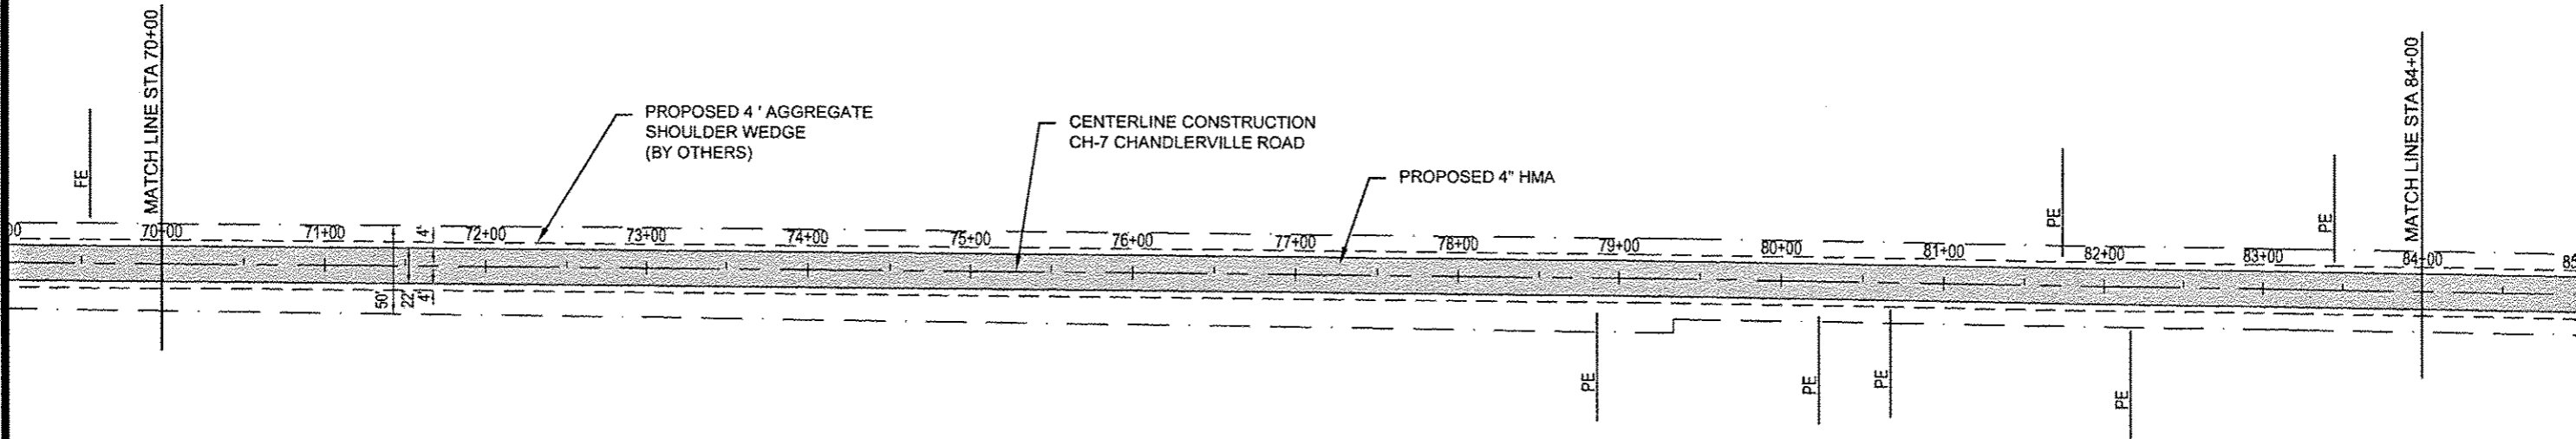 MATCH LINE STA 70+00
MATCH LINE STA 84+00
PROPOSED 4 ' AGGREGATE
SHOULDER WEDGE
(BY OTHERS)
CENTERLINE CONSTRUCTION
CH-7 CHANDLERVILLE ROAD
PROPOSED 4" HMA
FE
PE
PE
00
70+00
71+00
4'
72+00
73+00
74+00
75+00
76+00
77+00
78+00
79+00
80+00
81+00
82+00
83+00
84+00
85
50'
22'
4'
PE
PE
PE
PE